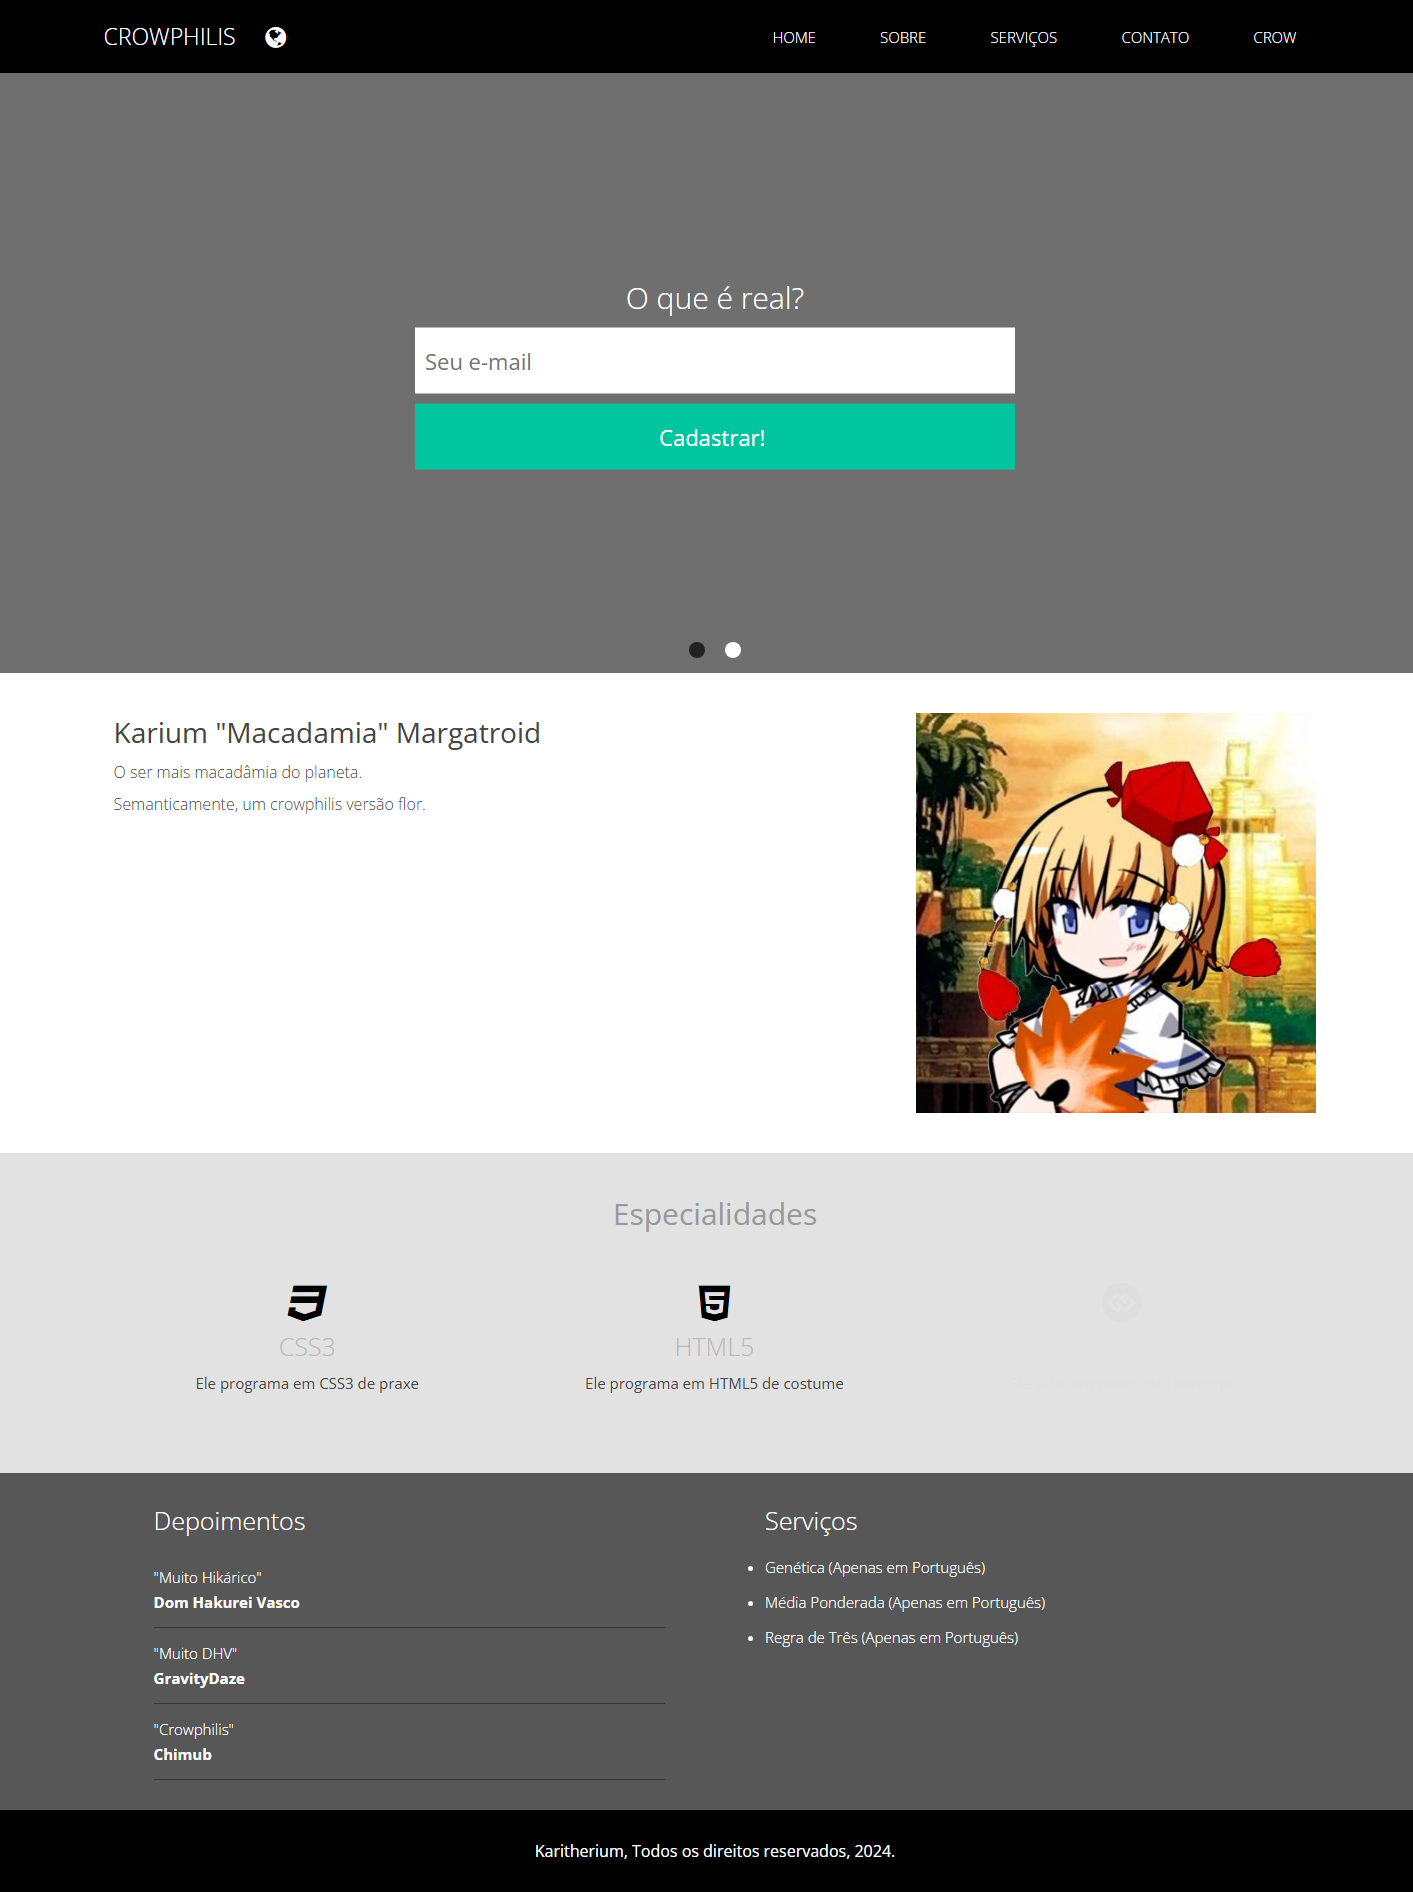 CROWPHILIS
HOME SOBRE SERVIÇOS CONTATO CROW
O que é real?
Seu e-mail
Cadastrar!
Karium "Macadamia" Margatroid
O ser mais macadâmia do planeta.
Semanticamente, um crowphilis versão flor.
Especialidades
CSS3
Ele programa em CSS3 de praxe
HTML5
Ele programa em HTML5 de costume
Depoimentos
"Muito Hikárico"
Dom Hakurei Vasco
"Muito DHV"
GravityDaze
"Crowphilis"
Chimub
Serviços
Genética (Apenas em Português)
Média Ponderada (Apenas em Português)
Regra de Três (Apenas em Português)
Karitherium, Todos os direitos reservados, 2024.